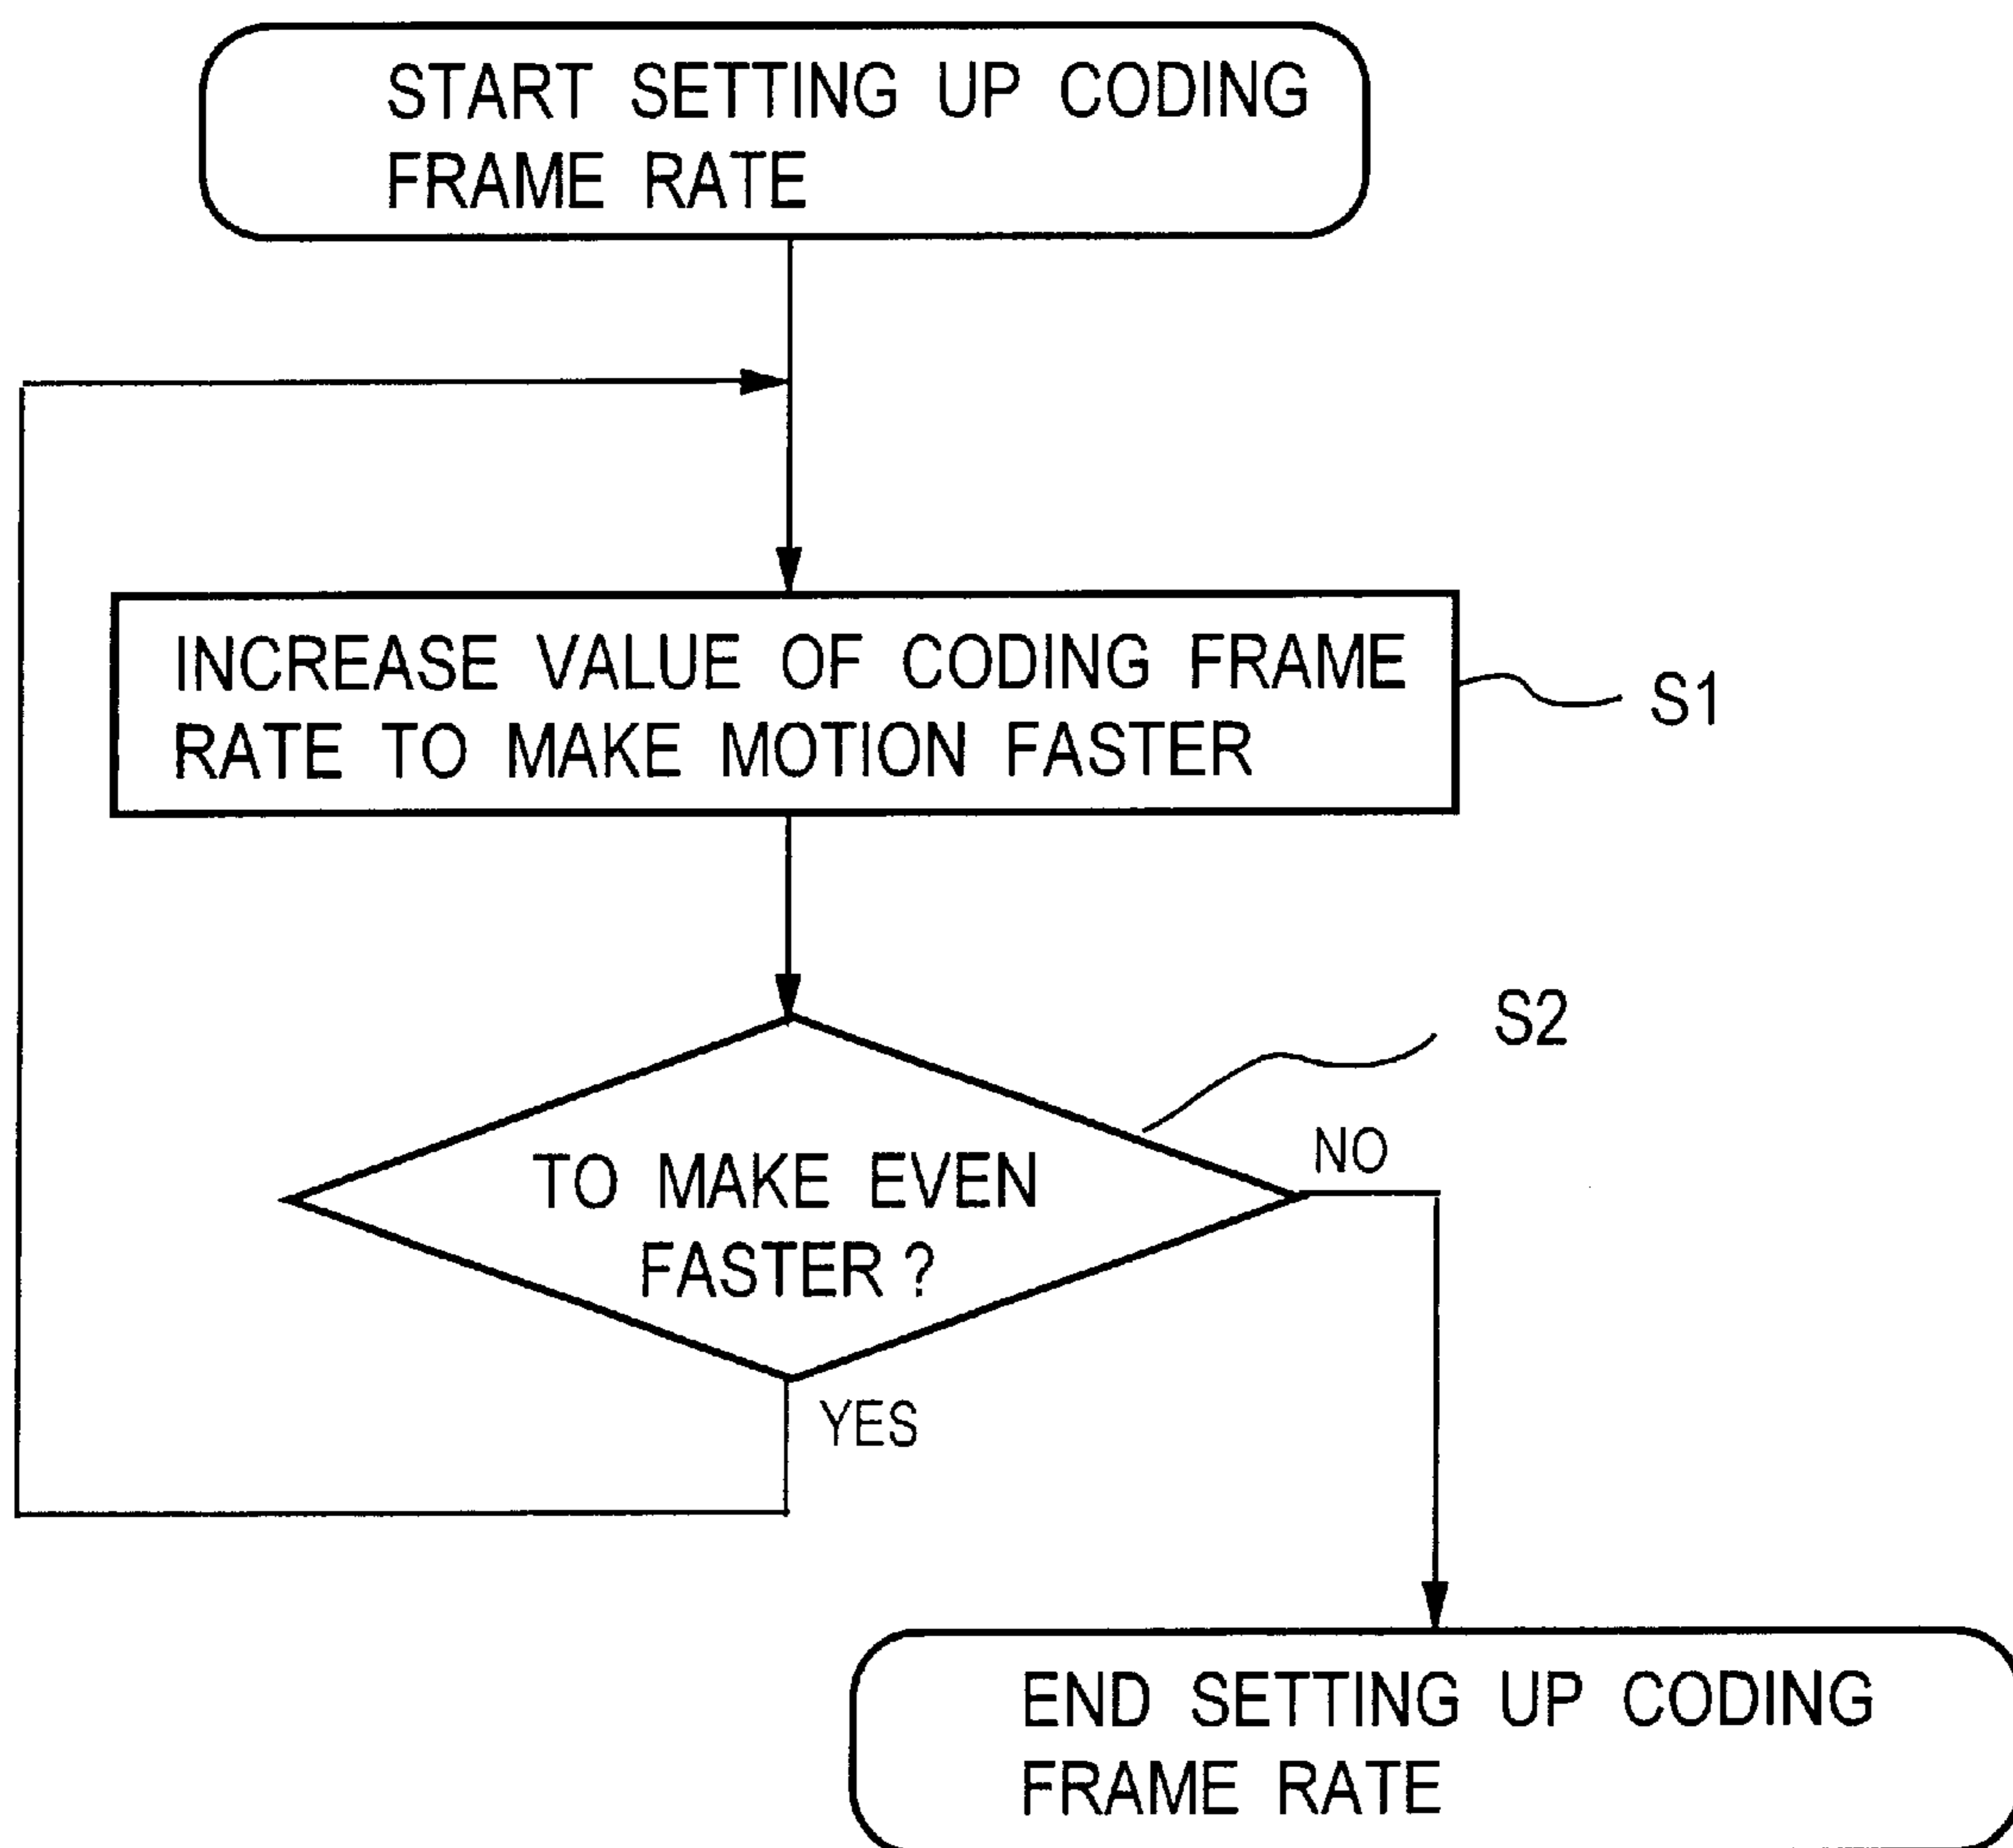 START SETTING UP CODING
FRAME RATE
INCREASE VALUE OF CODING FRAME
RATE TO MAKE MOTION FASTER
S1
S2
TO MAKE EVEN
FASTER ?
NO
YES
END SETTING UP CODING
FRAME RATE